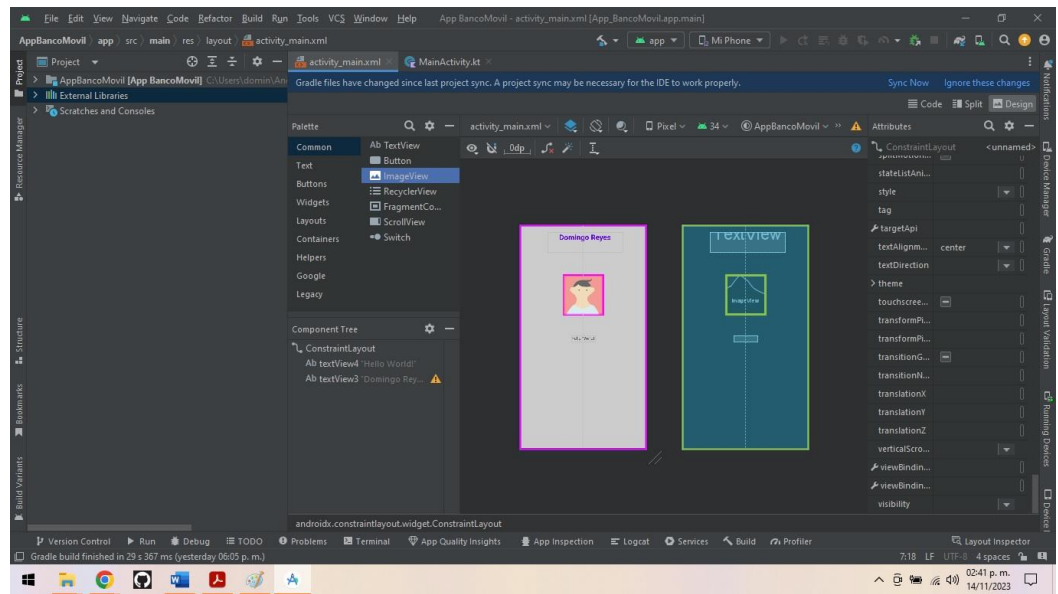 File Edit View Navigate Code Refactor Build Run Tools VCS Window Help App BancoMovil - activity_main.xml [App_BancoMovil.app.main]
AppBancoMovil app src main res layout activity_main.xml
app Mi Phone
Project
activity_main.xml MainActivity.kt
AppBancoMovil [App BancoMovil] C:\Users\domin\An
External Libraries
Scratches and Consoles
Gradle files have changed since last project sync. A project sync may be necessary for the IDE to work properly. Sync Now Ignore these changes
Code Split Design
Palette
activity_main.xml Pixel 34 AppBancoMovil
Attributes
Common
Text
Buttons
Widgets
Layouts
Containers
Helpers
Google
Legacy
Ab TextView
Button
ImageView
RecyclerView
FragmentCo...
ScrollView
Switch
0dp
Domingo Reyes
TextView
ImageView
Component Tree
ConstraintLayout
Ab textView4 "Hello World!"
Ab textView3 "Domingo Rey...
ConstraintLayout <unnamed>
stateListAni...
style
tag
targetApi
textAlignm... center
textDirection
theme
touchscree...
transformPi...
transformPi...
transitionG...
transitionN...
translationX
translationY
translationZ
verticalScro...
viewBindin...
viewBindin...
visibility
androidx.constraintlayout.widget.ConstraintLayout
Project
Resource Manager
Structure
Bookmarks
Build Variants
Notifications
Device Manager
Gradle
Layout Validation
Running Devices
Version Control Run Debug TODO Problems Terminal App Quality Insights App Inspection Logcat Services Build Profiler Layout Inspector
Gradle build finished in 29 s 367 ms (yesterday 06:05 p. m.) 7:18 LF UTF-8 4 spaces
02:41 p. m.
14/11/2023